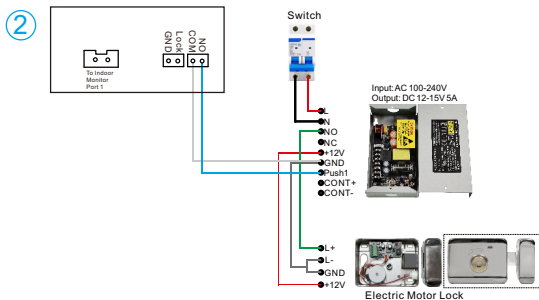 2
GND
Lock
COM
NO
To Indoor
Monitor
Port 1
Switch
Input:AC 100-240V
Output: DC 12-15V 5A
L
N
NO
NC
+12V
GND
Push1
CONT+
CONT-
L+
L-
GND
+12V
Electric Motor Lock